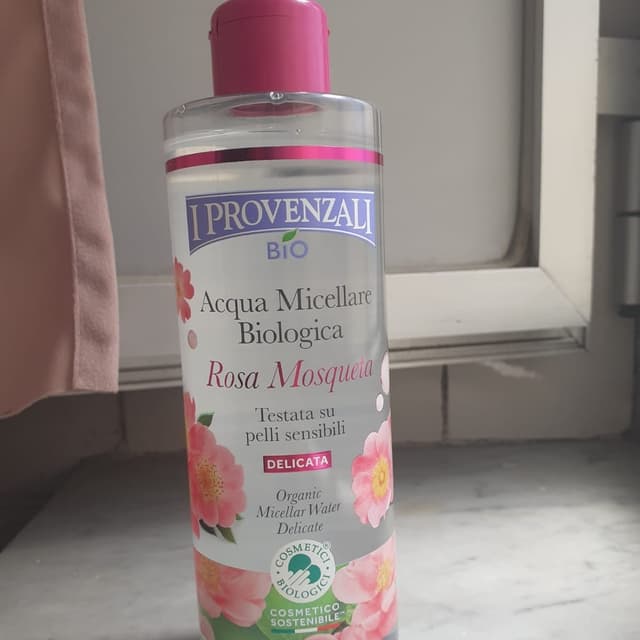 I PROVENZALI
BiO
Acqua Micellare
Biologica
Rosa Mosqueta
Testata su
pelli sensibili
DELICATA
Organic
Micellar Water
Delicate
COSMETICI
BIOLOGICI
®
COSMETICO
SOSTENIBILE